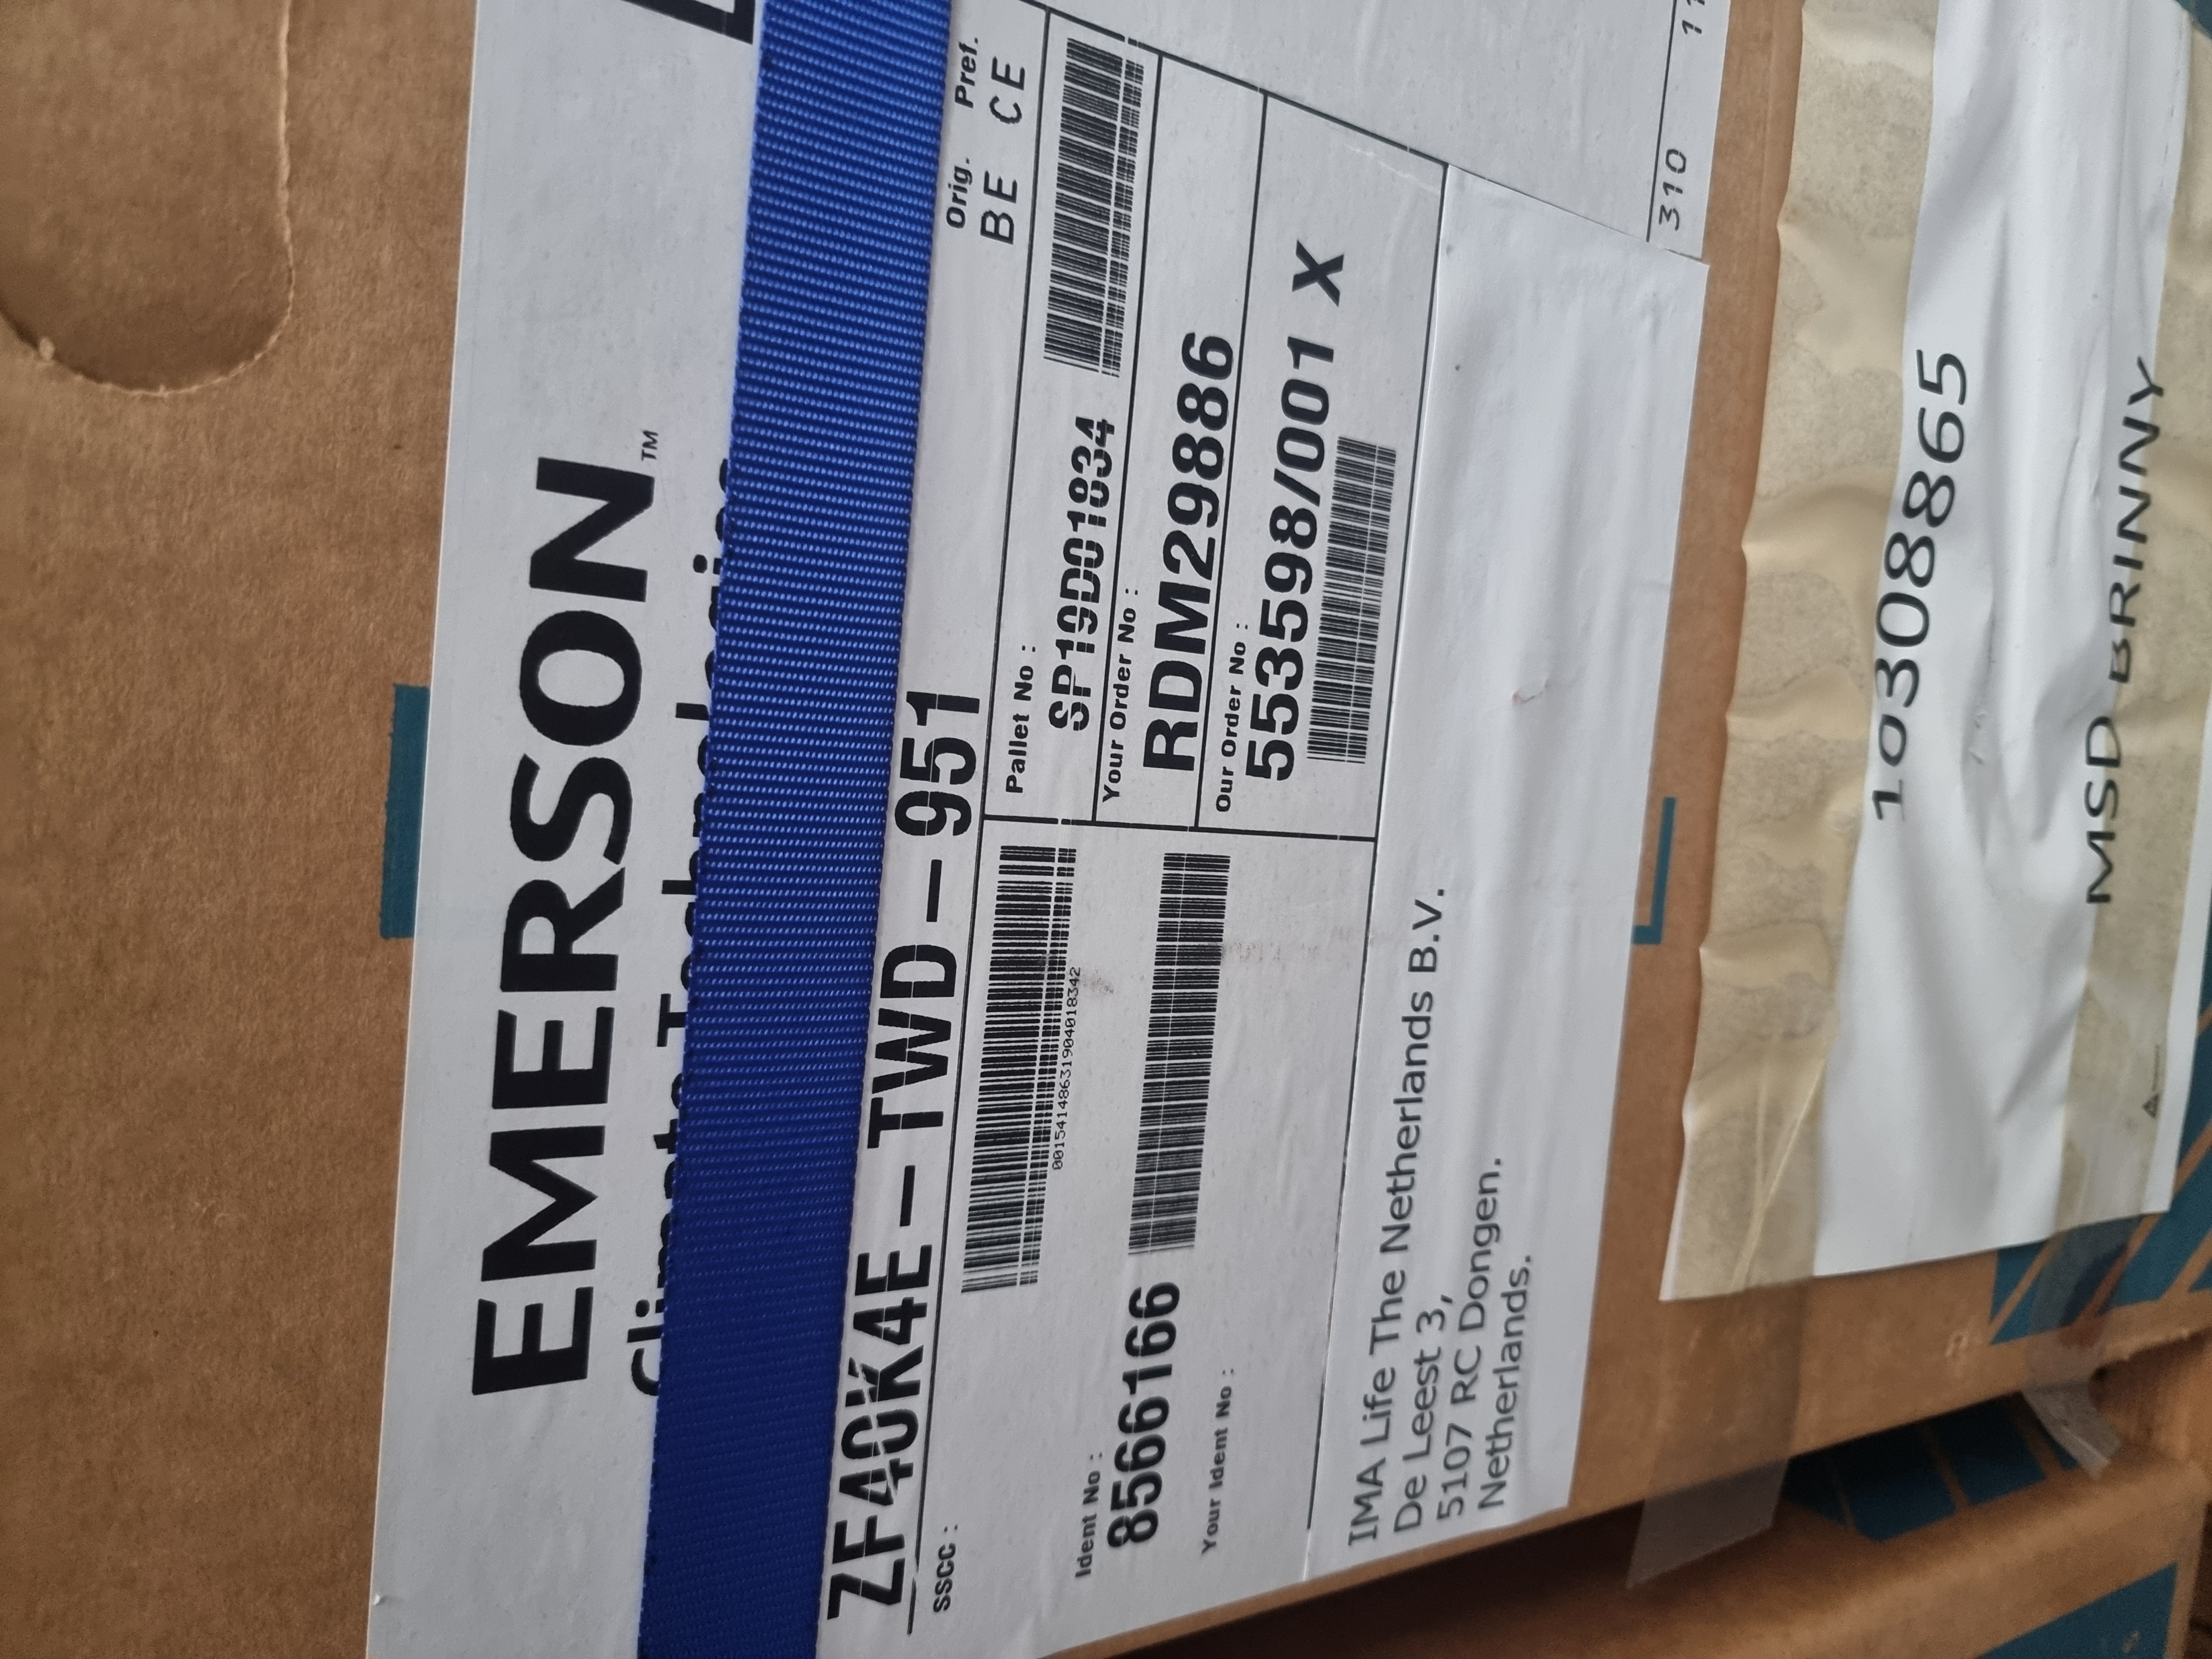 EMERSON™
Orig. Pref.
BE CE
ZF40K4E-TWD-951
SSCC :
001541486319040183 42
Pallet No :
SP19D01834
Your Order No :
RDM29886
Our Order No :
553598/001 X
Ident No :
8566166
Your Ident No :
IMA Life The Netherlands B.V.
De Leest 3,
5107 RC Dongen.
Netherlands.
310
10308865
MSD BRINNY